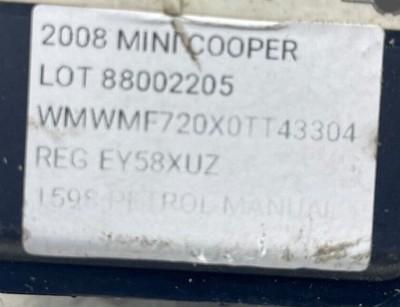 2008 MINI COOPER
LOT 88002205
WMWMF720X0TT43304
REG EY58XUZ
1598 PETROL MANUAL